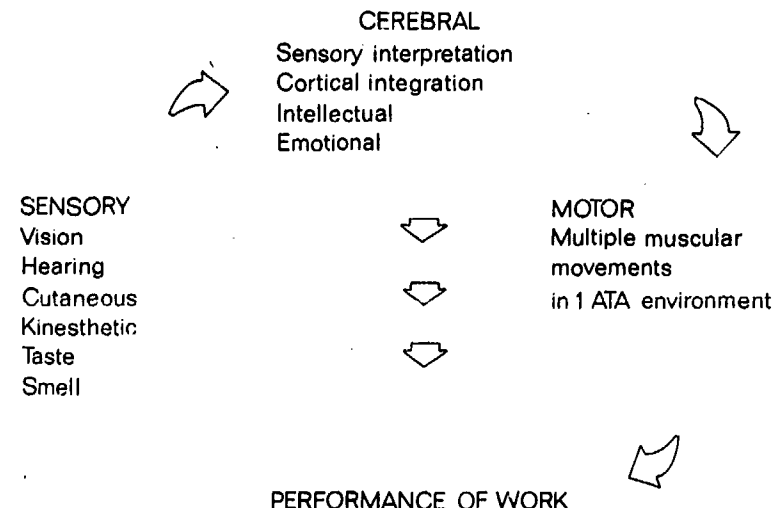 CEREBRAL
Sensory interpretation
Cortical integration
Intellectual
Emotional
SENSORY
Vision
Hearing
Cutaneous
Kinesthetic
Taste
Smell
MOTOR
Multiple muscular
movements
in 1 ATA environment
PERFORMANCE OF WORK